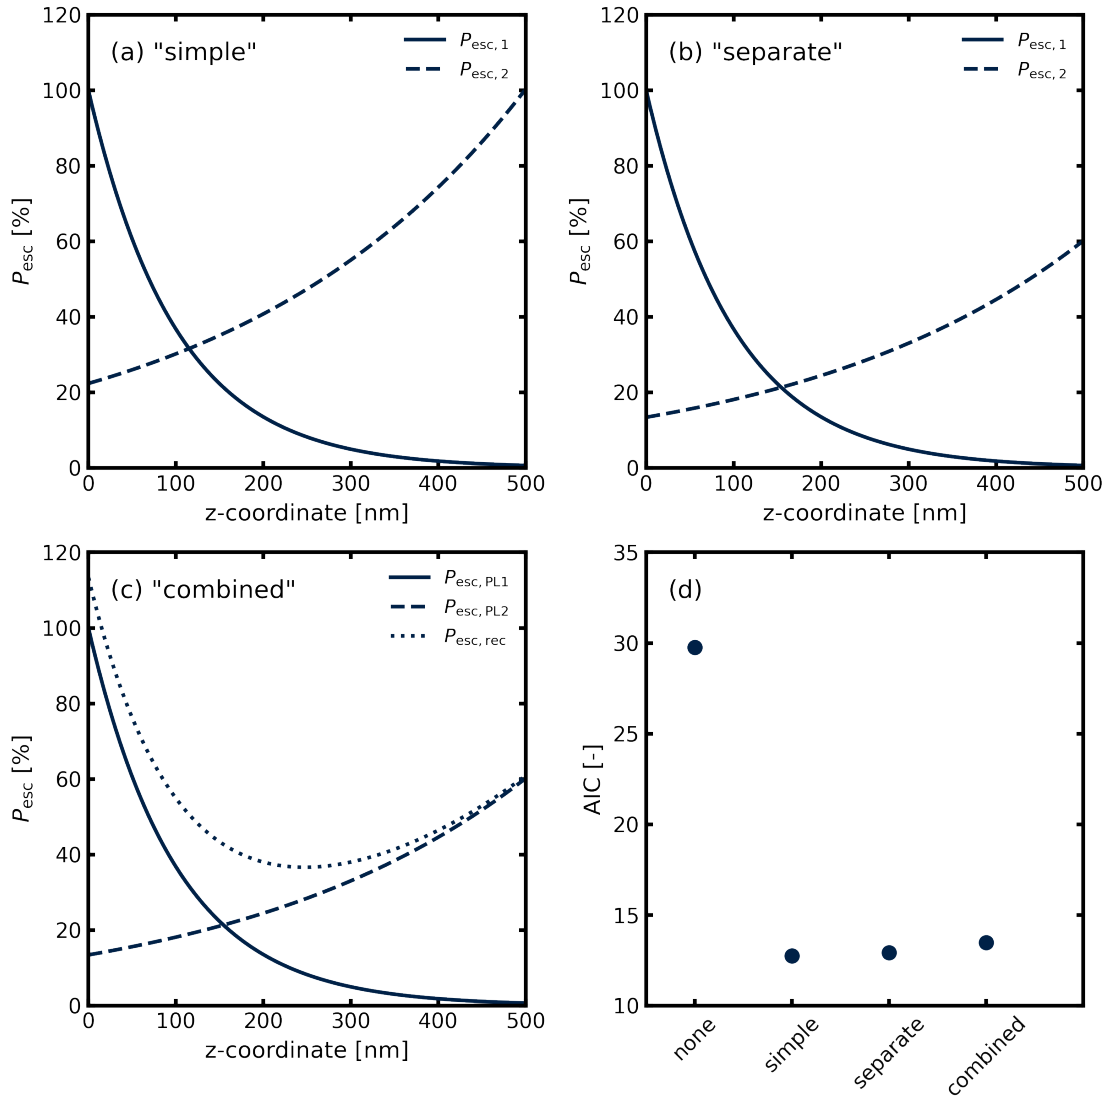 (a) "simple"
P_esc, 1
P_esc, 2
120
100
80
60
40
20
0
P_esc [%]
0 100 200 300 400 500
z-coordinate [nm]
(b) "separate"
P_esc, 1
P_esc, 2
120
100
80
60
40
20
0
P_esc [%]
0 100 200 300 400 500
z-coordinate [nm]
(c) "combined"
P_esc, PL1
P_esc, PL2
P_esc, rec
120
100
80
60
40
20
0
P_esc [%]
0 100 200 300 400 500
z-coordinate [nm]
(d)
35
30
25
20
15
10
AIC [-]
none simple separate combined